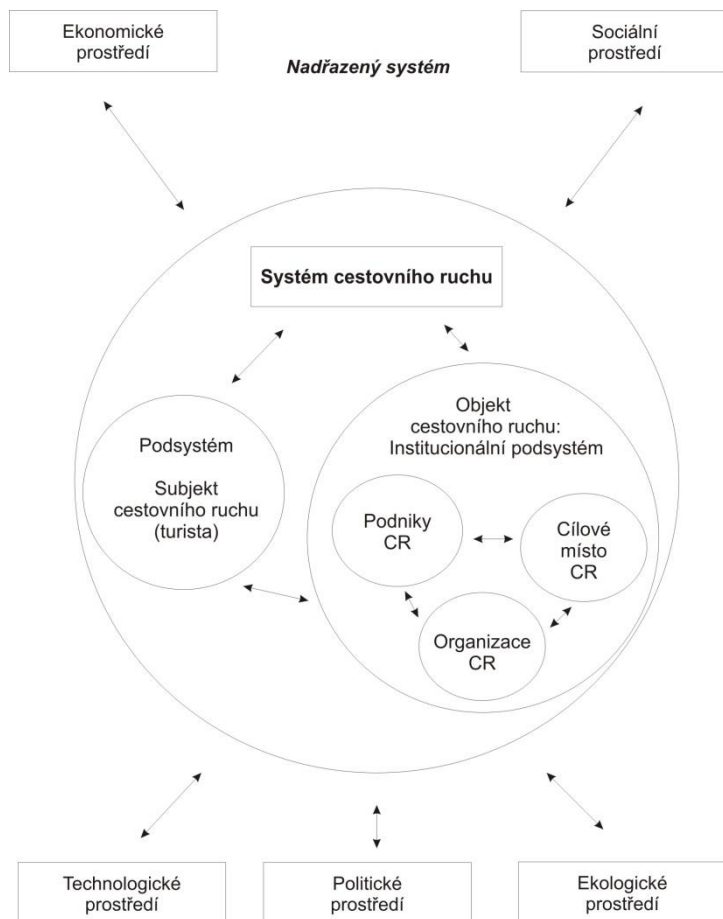 Ekonomické
prostředí
Sociální
prostředí
Nadřazený systém
Systém cestovního ruchu
Podsystém
Subjekt
cestovního ruchu
(turista)
Objekt
cestovního ruchu:
Institucionální podsystém
Podniky
CR
Cílové
místo
CR
Organizace
CR
Technologické
prostředí
Politické
prostředí
Ekologické
prostředí